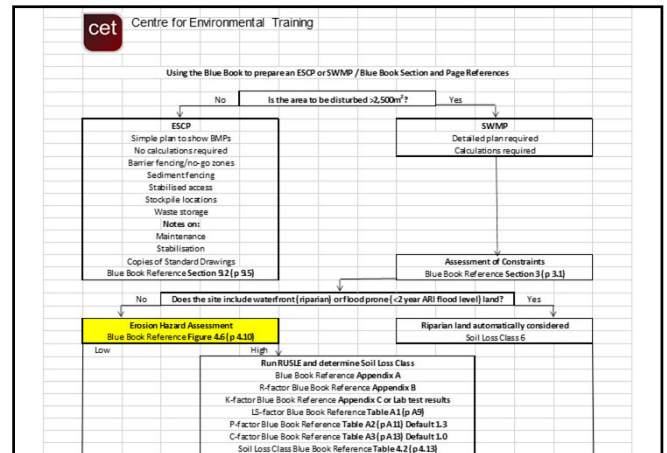 cet
Centre for Environmental Training
Using the Blue Book to prepare an ESCP or SWMP / Blue Book Section and Page References
No
Is the area to be disturbed >2,500m²?
Yes
ESCP
Simple plan to show BMPs
No calculations required
Barrier fencing/no-go zones
Sediment fencing
Stabilised access
Stockpile locations
Waste storage
Notes on:
Maintenance
Stabilisation
Copies of Standard Drawings
Blue Book Reference Section 9.2 (p 9.5)
SWMP
Detailed plan required
Calculations required
Assessment of Constraints
Blue Book Reference Section 3 (p 3.1)
No
Does the site include waterfront (riparian) or flood prone (<2 year ARI flood level) land?
Yes
Erosion Hazard Assessment
Blue Book Reference Figure 4.6 (p 4.10)
Riparian land automatically considered
Soil Loss Class 6
Low
High
Run RUSLE and determine Soil Loss Class
Blue Book Reference Appendix A
R-factor Blue Book Reference Appendix B
K-factor Blue Book Reference Appendix C or Lab test results
LS-factor Blue Book Reference Table A1 (p A9)
P-factor Blue Book Reference Table A2 (p A11) Default 1.3
C-factor Blue Book Reference Table A3 (p A13) Default 1.0
Soil Loss Class Blue Book Reference Table 4.2 (p 4.13)